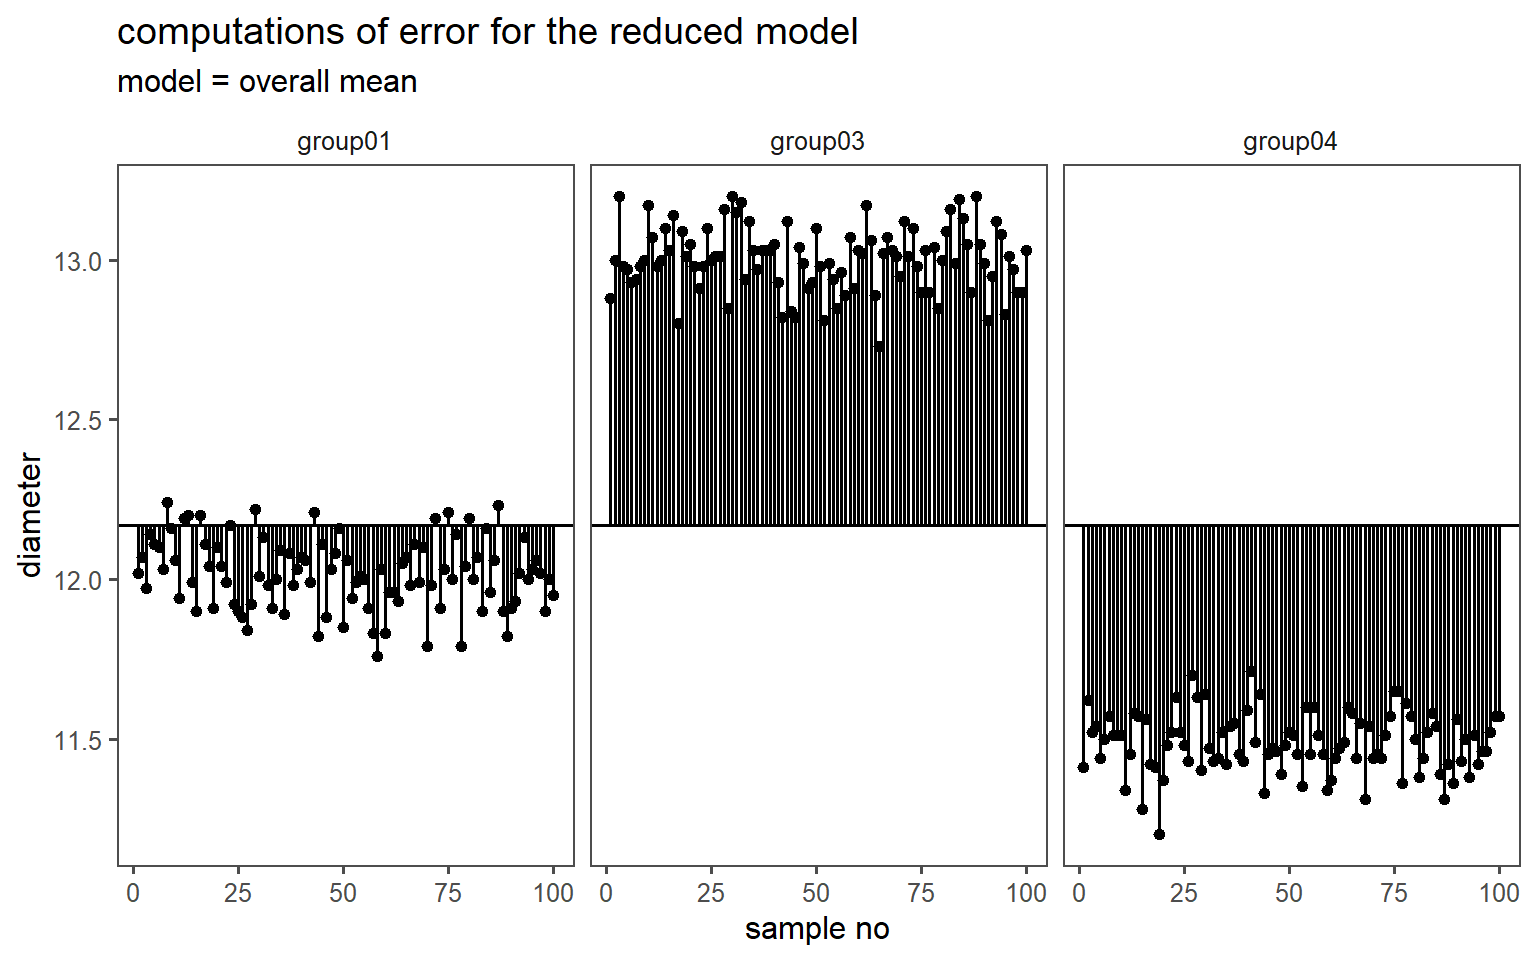 computations of error for the reduced model
model = overall mean
group01 group03 group04
diameter
13.0
12.5
12.0
11.5
0 25 50 75 100 0 25 50 75 100 0 25 50 75 100
sample no